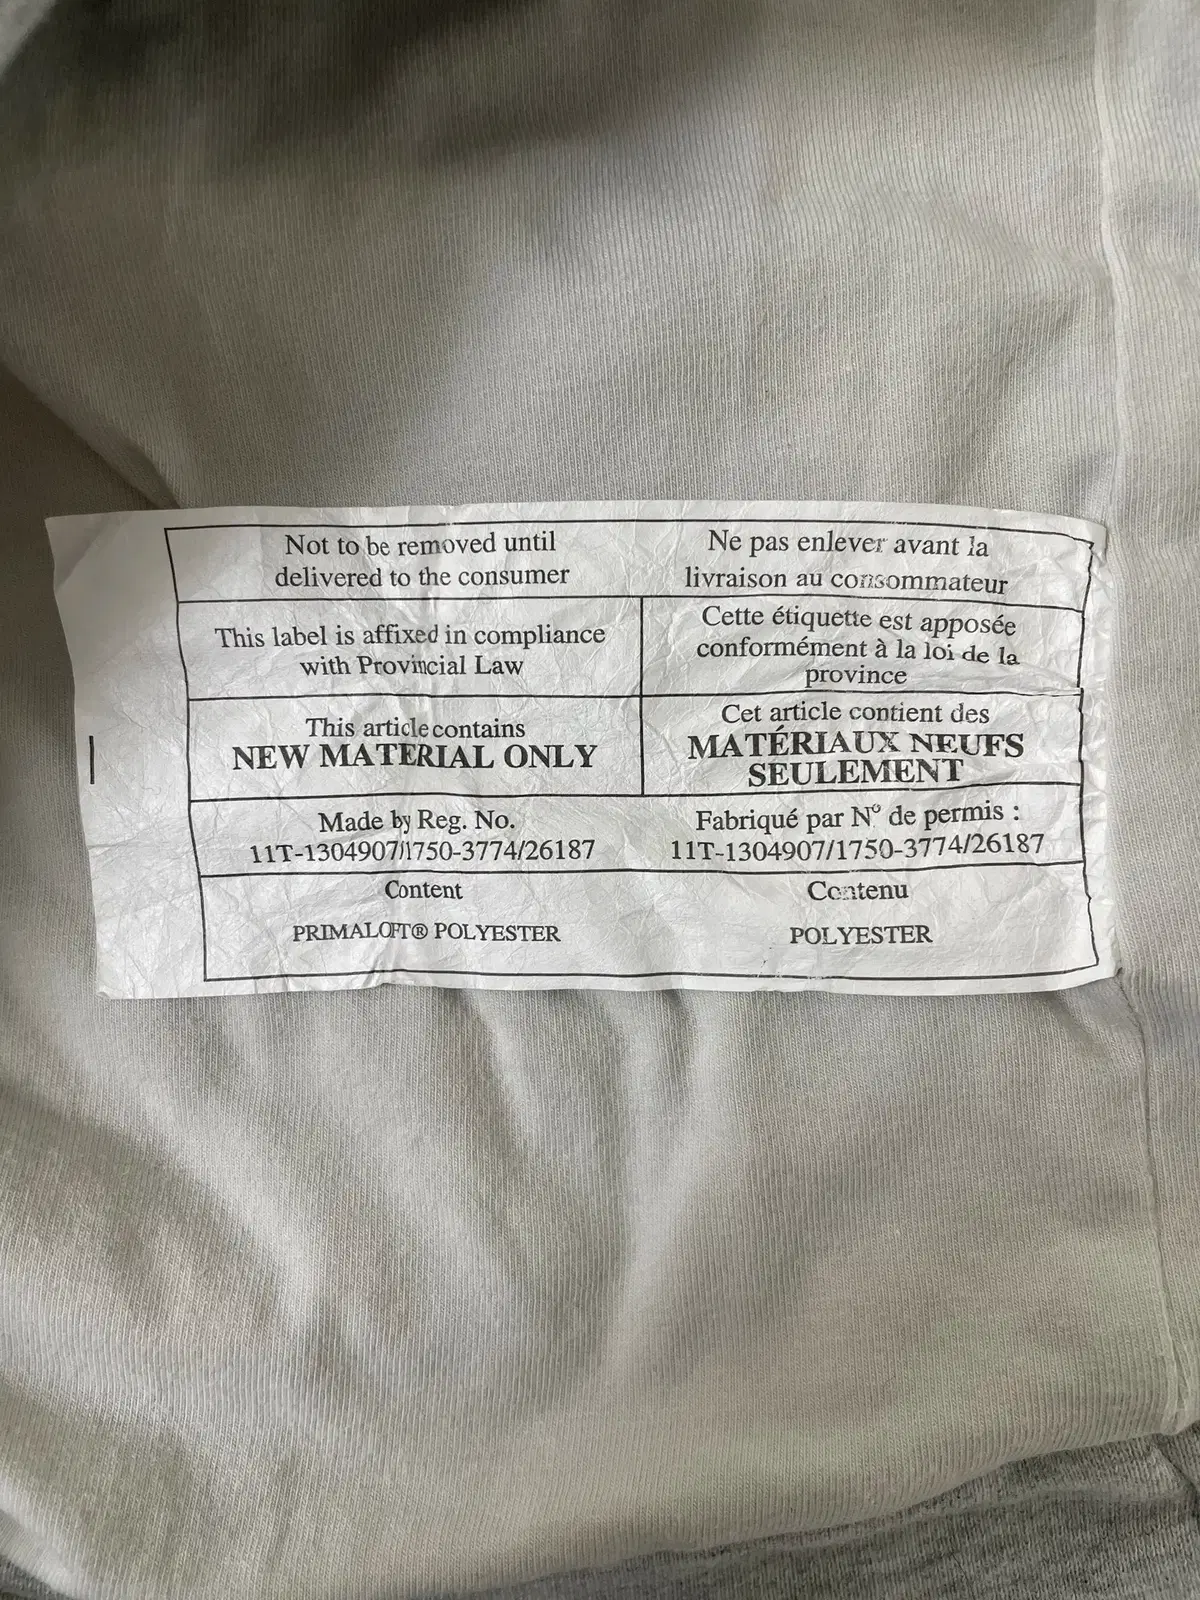 Not to be removed until
delivered to the consumer
Ne pas enlever avant la
livraison au consommateur
This label is affixed in compliance
with Provincial Law
Cette étiquette est apposée
conformément à la loi de la
province
This article contains
NEW MATERIAL ONLY
Cet article contient des
MATÉRIAUX NEUFS
SEULEMENT
Made by Reg. No.
11T-1304907/1750-3774/26187
Fabriqué par Nº de permis :
11T-1304907/1750-3774/26187
Content
PRIMALOFT® POLYESTER
Contenu
POLYESTER